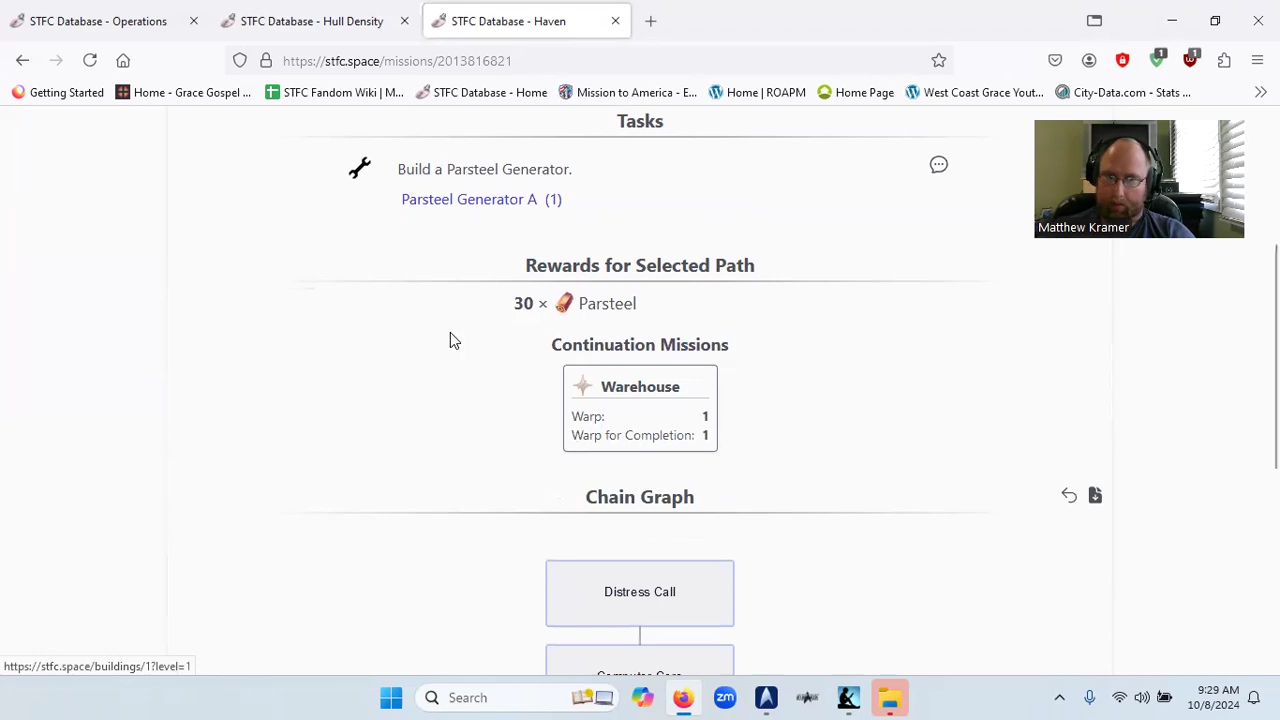 STFC Database - Operations
STFC Database - Hull Density
STFC Database - Haven
https://stfc.space/missions/2013816821
1
1
Getting Started
Home - Grace Gospel ...
STFC Fandom Wiki | M...
STFC Database - Home
Mission to America - E...
Home | ROAPM
Home Page
West Coast Grace Yout...
City-Data.com - Stats ...
Tasks
Build a Parsteel Generator.
Parsteel Generator A (1)
Matthew Kramer
Rewards for Selected Path
30 × Parsteel
Continuation Missions
Warehouse
Warp: 1
Warp for Completion: 1
Chain Graph
Distress Call
https://stfc.space/buildings/1?level=1
Search
zm
9:29 AM
10/8/2024